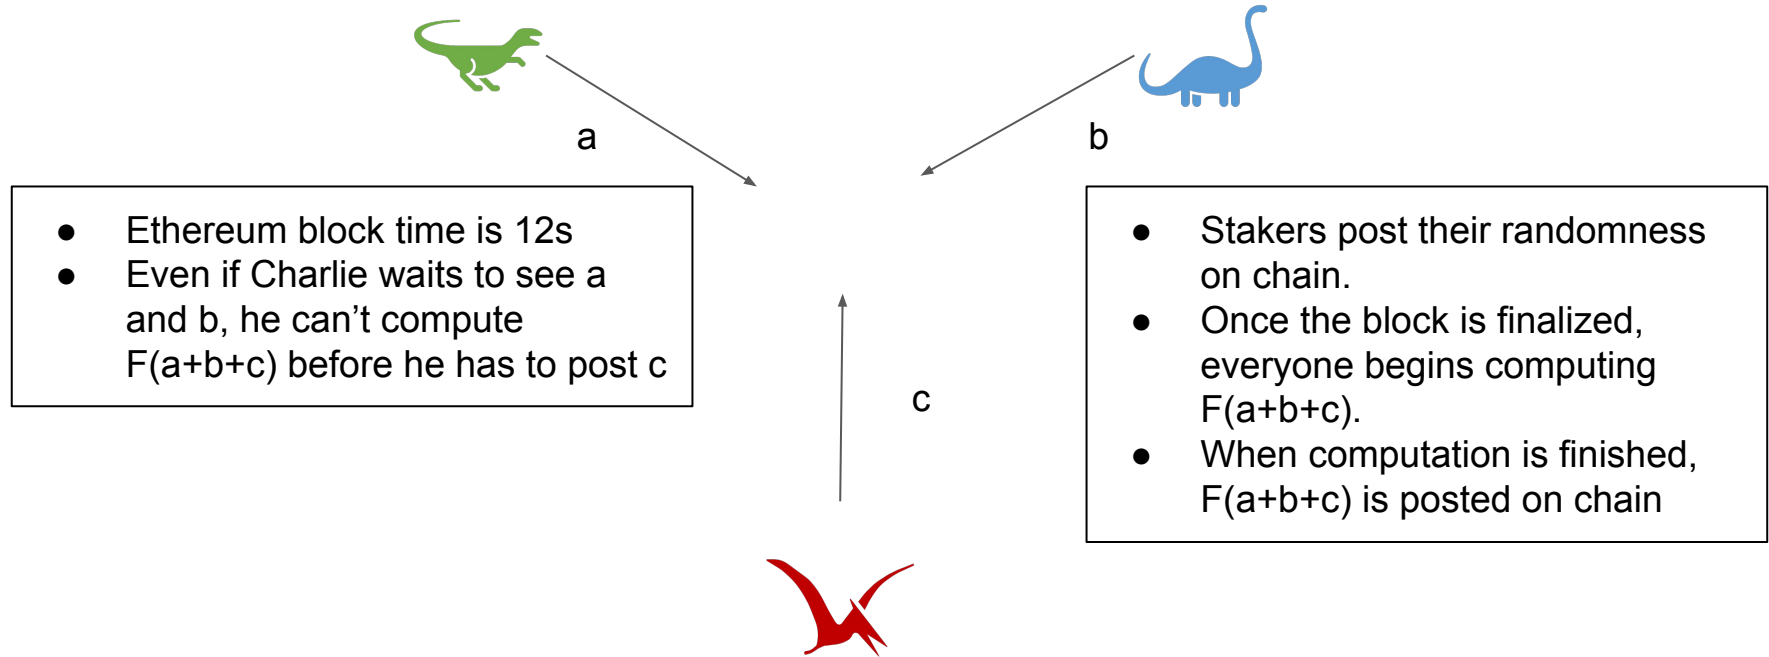 a
b
● Ethereum block time is 12s
● Even if Charlie waits to see a
and b, he can’t compute
F(a+b+c) before he has to post c
● Stakers post their randomness
on chain.
● Once the block is finalized,
everyone begins computing
F(a+b+c).
● When computation is finished,
F(a+b+c) is posted on chain
c